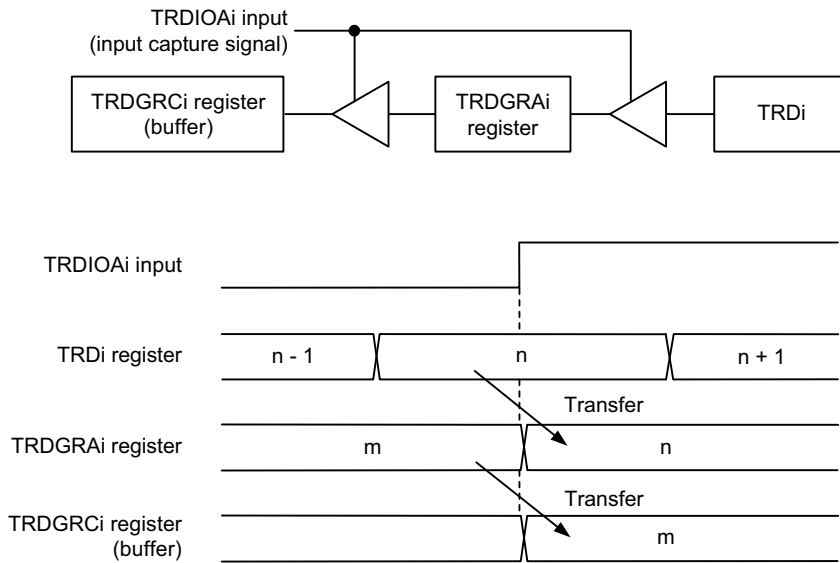 TRDIOAi input
(input capture signal)
TRDGRCi register
(buffer)
TRDGRAi
register
TRDi
TRDIOAi input
TRDi register
n - 1
n
n + 1
Transfer
TRDGRAi register
m
n
Transfer
TRDGRCi register
(buffer)
m